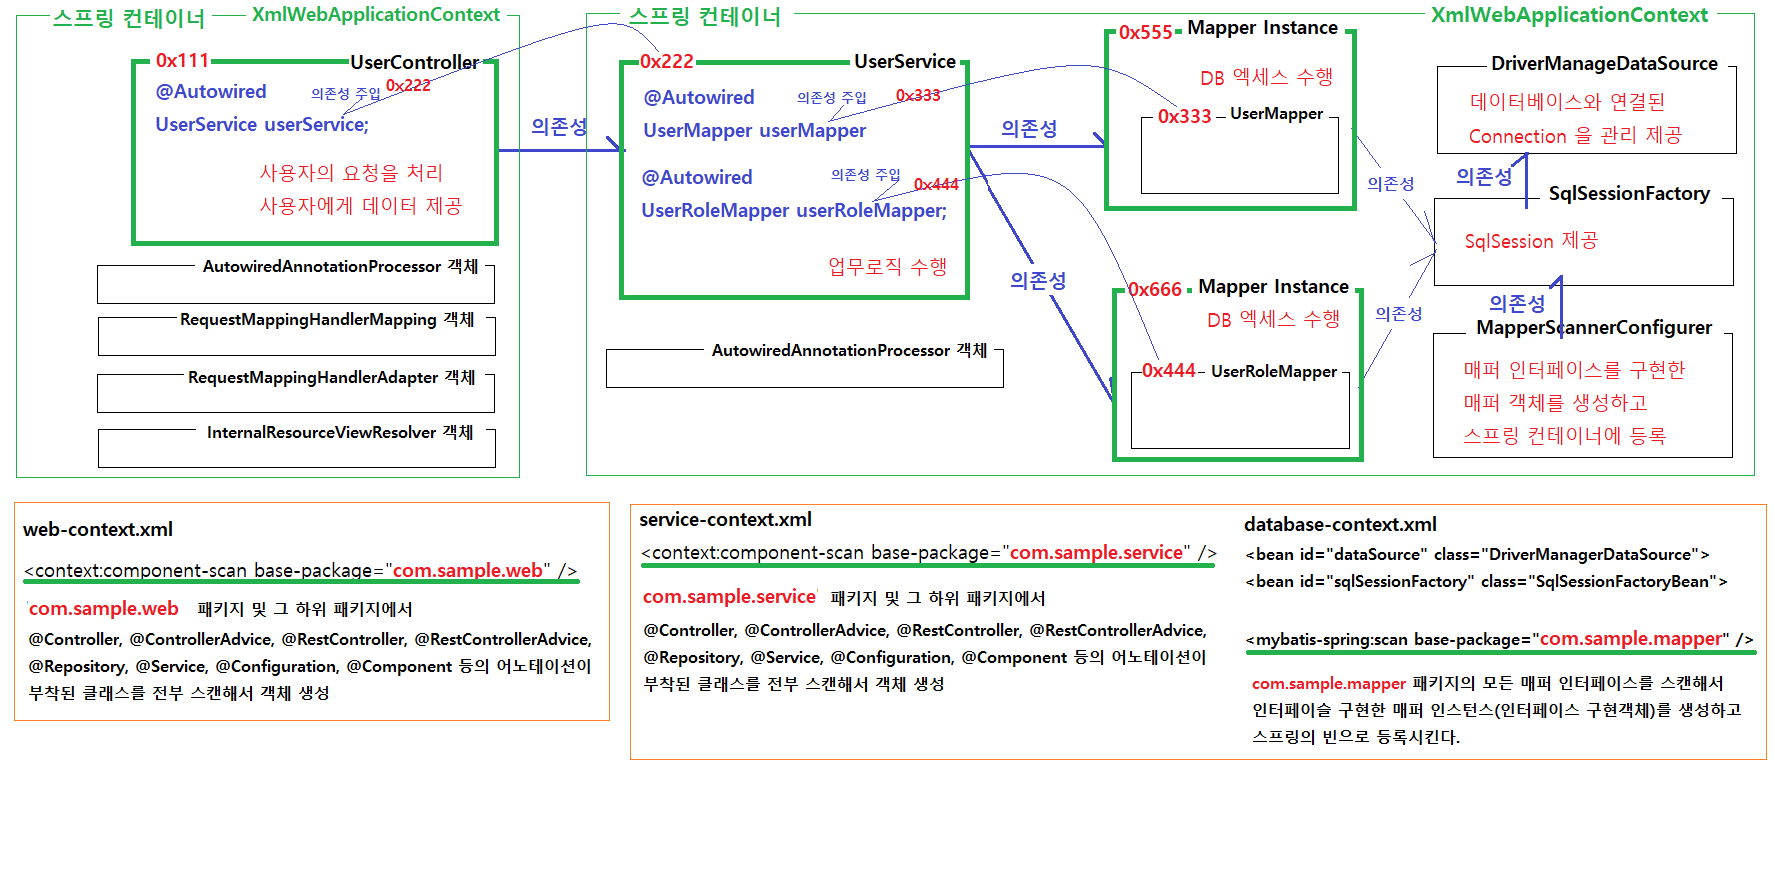 스프링 컨테이너
XmlWebApplicationContext
0x111
UserController
@Autowired
의존성 주입
0x222
UserService userService;
사용자의 요청을 처리
사용자에게 데이터 제공
AutowiredAnnotationProcessor 객체
RequestMappingHandlerMapping 객체
RequestMappingHandlerAdapter 객체
InternalResourceViewResolver 객체
의존성
스프링 컨테이너
XmlWebApplicationContext
0x222
UserService
@Autowired
의존성 주입
0x333
UserMapper userMapper
@Autowired
의존성 주입
0x444
UserRoleMapper userRoleMapper;
업무로직 수행
AutowiredAnnotationProcessor 객체
의존성
의존성
0x555
Mapper Instance
DB 엑세스 수행
0x333
UserMapper
0x666
Mapper Instance
DB 엑세스 수행
0x444
UserRoleMapper
의존성
의존성
DriverManageDataSource
데이터베이스와 연결된
Connection 을 관리 제공
의존성
SqlSessionFactory
SqlSession 제공
의존성
MapperScannerConfigurer
매퍼 인터페이스를 구현한
매퍼 객체를 생성하고
스프링 컨테이너에 등록
web-context.xml
<context:component-scan base-package="com.sample.web" />
'com.sample.web 패키지 및 그 하위 패키지에서
@Controller, @ControllerAdvice, @RestController, @RestControllerAdvice,
@Repository, @Service, @Configuration, @Component 등의 어노테이션이
부착된 클래스를 전부 스캔해서 객체 생성
service-context.xml
<context:component-scan base-package="com.sample.service" />
com.sample.service' 패키지 및 그 하위 패키지에서
@Controller, @ControllerAdvice, @RestController, @RestControllerAdvice,
@Repository, @Service, @Configuration, @Component 등의 어노테이션이
부착된 클래스를 전부 스캔해서 객체 생성
database-context.xml
<bean id="dataSource" class="DriverManagerDataSource">
<bean id="sqlSessionFactory" class="SqlSessionFactoryBean">
<mybatis-spring:scan base-package="com.sample.mapper" />
com.sample.mapper 패키지의 모든 매퍼 인터페이스를 스캔해서
인터페이슬 구현한 매퍼 인스턴스(인터페이스 구현객체)를 생성하고
스프링의 빈으로 등록시킨다.